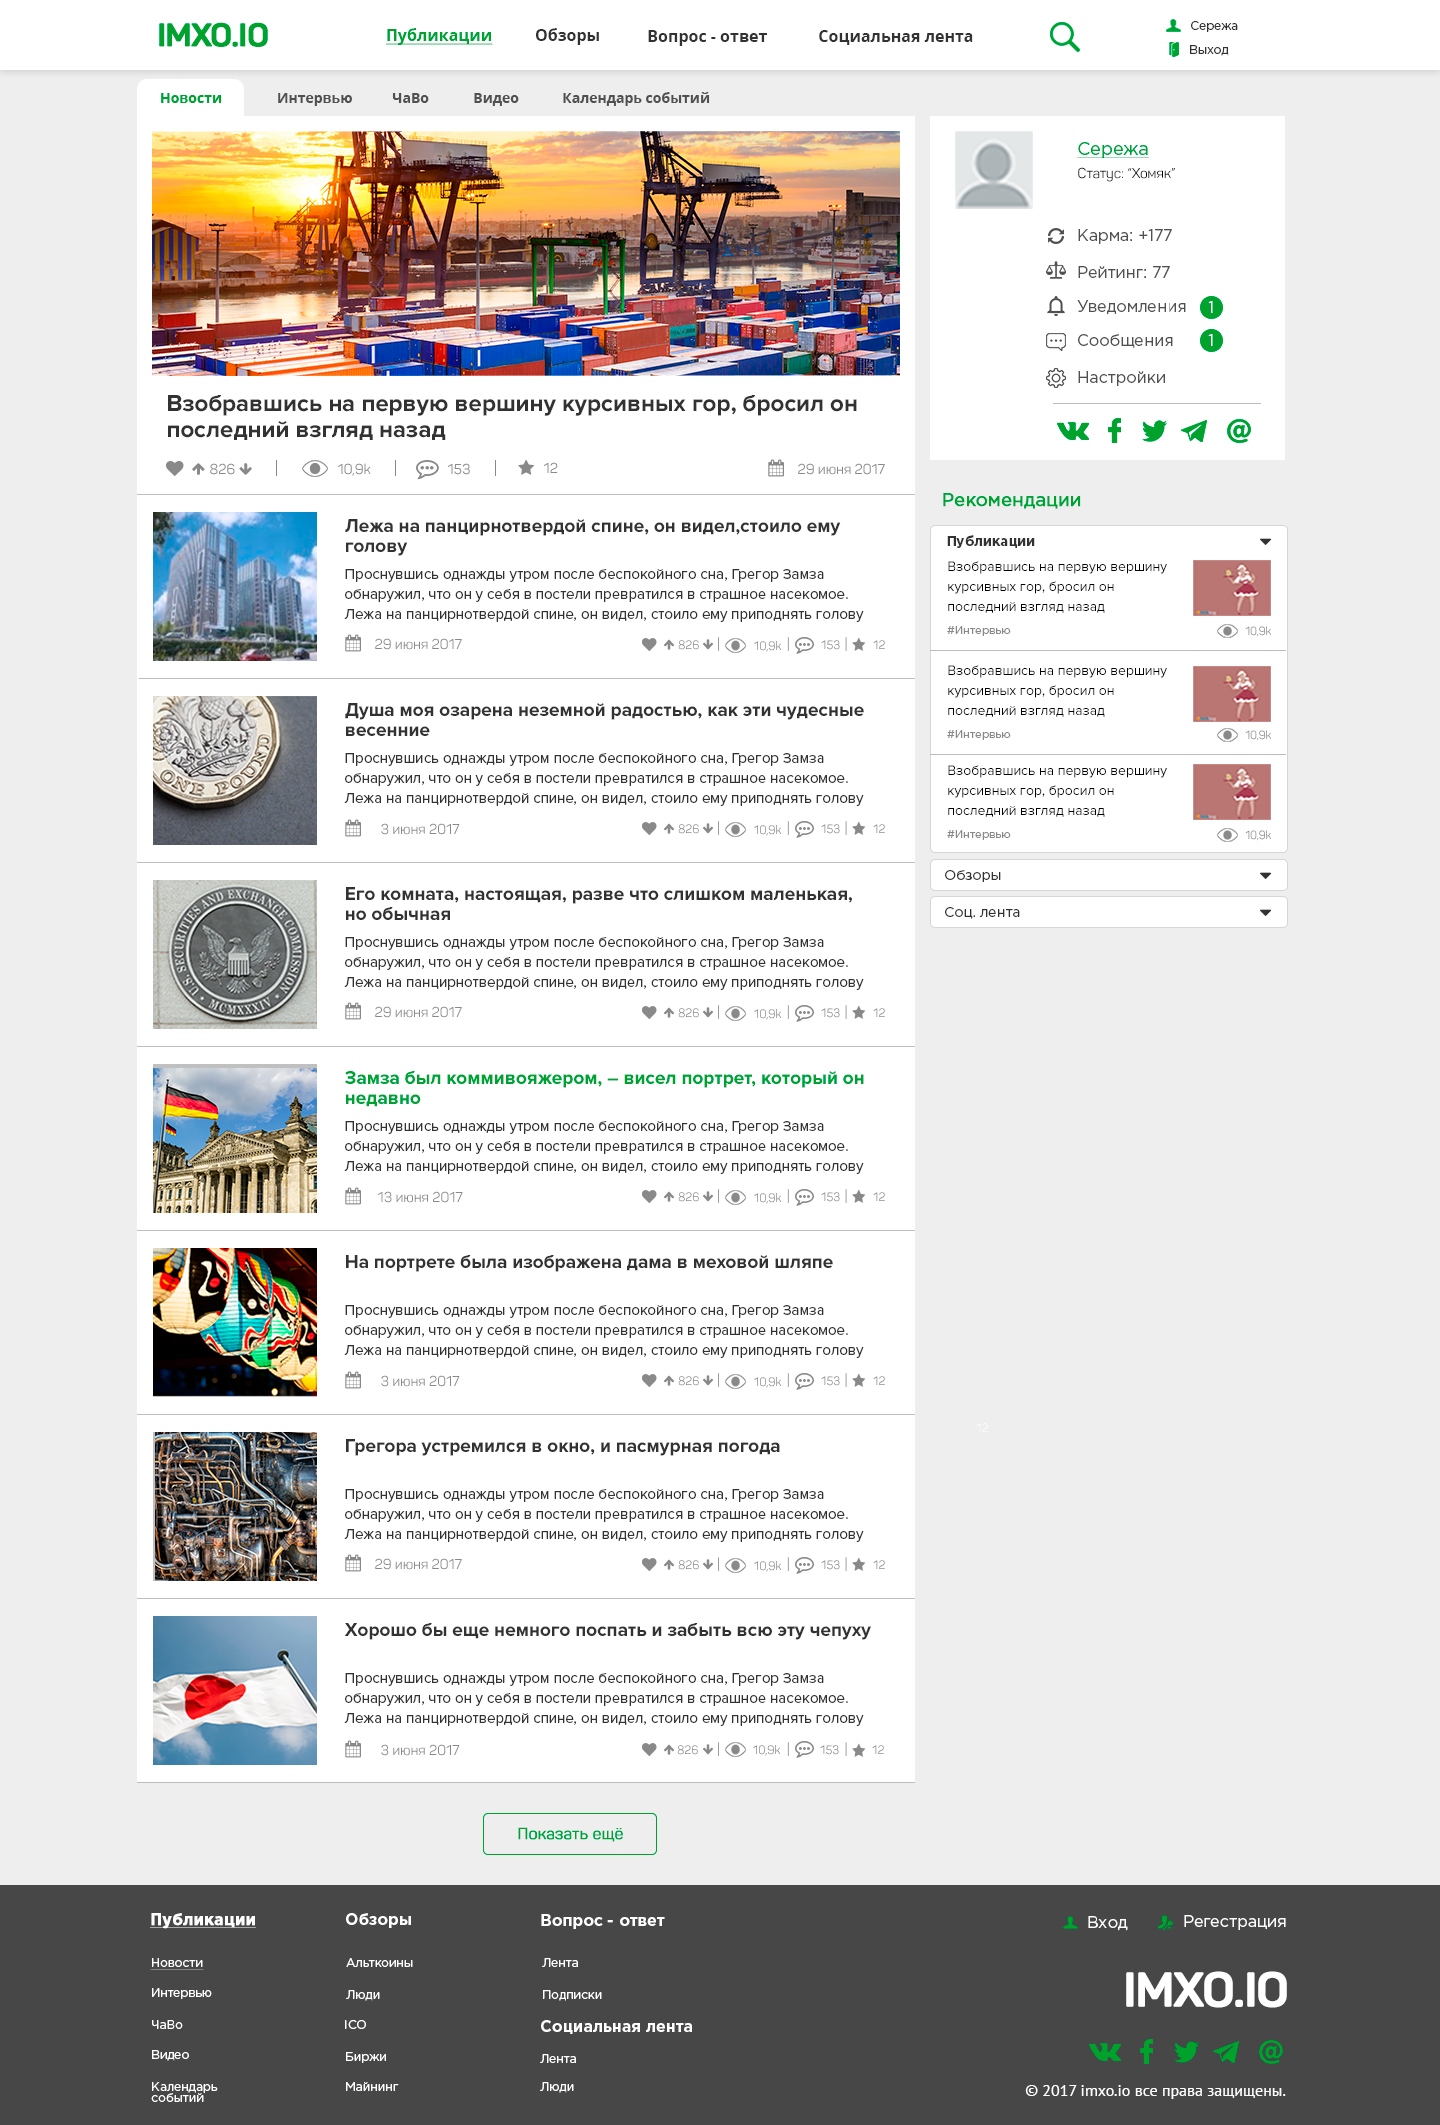 IMXO.IO
Публикации
Обзоры
Вопрос - ответ
Социальная лента
Сережа
Выход
Новости
Интервью
ЧаВо
Видео
Календарь событий
Взобравшись на первую вершину курсивных гор, бросил он
последний взгляд назад
826 | 10,9k | 153 | 12
29 июня 2017
Лежа на панцирнотвердой спине, он видел,стоило ему
голову
Проснувшись однажды утром после беспокойного сна, Грегор Замза
обнаружил, что он у себя в постели превратился в страшное насекомое.
Лежа на панцирнотвердой спине, он видел, стоило ему приподнять голову
29 июня 2017
826 | 10,9k | 153 | 12
ONE POUND
Душа моя озарена неземной радостью, как эти чудесные
весенние
Проснувшись однажды утром после беспокойного сна, Грегор Замза
обнаружил, что он у себя в постели превратился в страшное насекомое.
Лежа на панцирнотвердой спине, он видел, стоило ему приподнять голову
3 июня 2017
826 | 10,9k | 153 | 12
U.S. SECURITIES AND EXCHANGE COMMISSION
MCMXXXIV
Его комната, настоящая, разве что слишком маленькая,
но обычная
Проснувшись однажды утром после беспокойного сна, Грегор Замза
обнаружил, что он у себя в постели превратился в страшное насекомое.
Лежа на панцирнотвердой спине, он видел, стоило ему приподнять голову
29 июня 2017
826 | 10,9k | 153 | 12
Замза был коммивояжером, – висел портрет, который он
недавно
Проснувшись однажды утром после беспокойного сна, Грегор Замза
обнаружил, что он у себя в постели превратился в страшное насекомое.
Лежа на панцирнотвердой спине, он видел, стоило ему приподнять голову
13 июня 2017
826 | 10,9k | 153 | 12
На портрете была изображена дама в меховой шляпе
Проснувшись однажды утром после беспокойного сна, Грегор Замза
обнаружил, что он у себя в постели превратился в страшное насекомое.
Лежа на панцирнотвердой спине, он видел, стоило ему приподнять голову
3 июня 2017
826 | 10,9k | 153 | 12
Грегора устремился в окно, и пасмурная погода
Проснувшись однажды утром после беспокойного сна, Грегор Замза
обнаружил, что он у себя в постели превратился в страшное насекомое.
Лежа на панцирнотвердой спине, он видел, стоило ему приподнять голову
29 июня 2017
826 | 10,9k | 153 | 12
Хорошо бы еще немного поспать и забыть всю эту чепуху
Проснувшись однажды утром после беспокойного сна, Грегор Замза
обнаружил, что он у себя в постели превратился в страшное насекомое.
Лежа на панцирнотвердой спине, он видел, стоило ему приподнять голову
3 июня 2017
826 | 10,9k | 153 | 12
Показать ещё
Сережа
Статус: “Хомяк”
Карма: +177
Рейтинг: 77
Уведомления 1
Сообщения 1
Настройки
Рекомендации
Публикации
Взобравшись на первую вершину
курсивных гор, бросил он
последний взгляд назад
#Интервью
10,9k
Взобравшись на первую вершину
курсивных гор, бросил он
последний взгляд назад
#Интервью
10,9k
Взобравшись на первую вершину
курсивных гор, бросил он
последний взгляд назад
#Интервью
10,9k
Обзоры
Соц. лента
12
Публикации
Новости
Интервью
ЧаВо
Видео
Календарь
событий
Обзоры
Альткоины
Люди
ICO
Биржи
Майнинг
Вопрос - ответ
Лента
Подписки
Социальная лента
Лента
Люди
Вход
Регестрация
IMXO.IO
© 2017 imxo.io все права защищены.